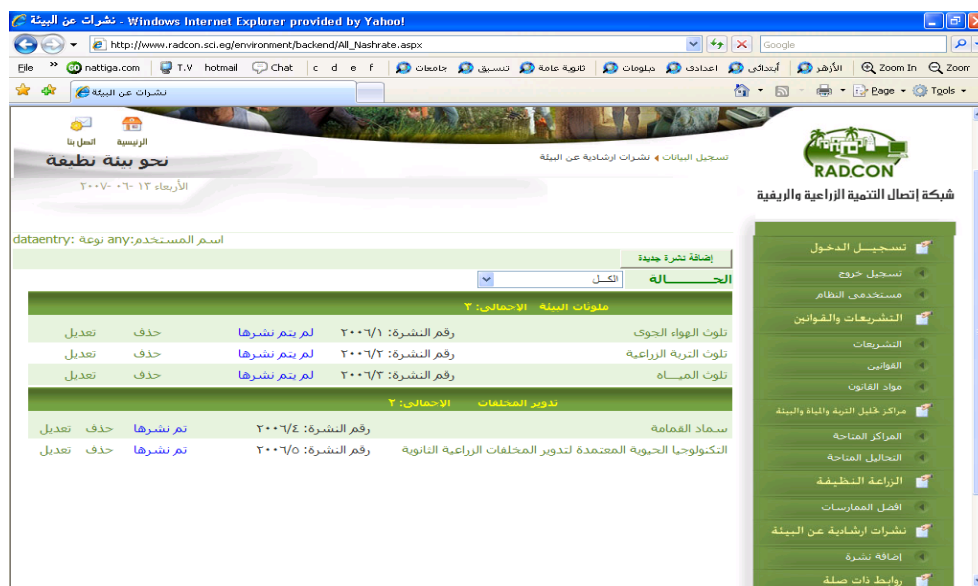 نشرات عن البيئة - Windows Internet Explorer provided by Yahoo!
http://www.radcon.sci.eg/environment/backend/All_Nashrate.aspx
Google
File » nattiga.com T.V hotmail Chat c d e f جامعات تنسيق ثانوية عامة دبلومات اعدادى أبتدائى الأزهر Zoom In Zoom
نشرات عن البيئة Page Tools
الرئيسية اتصل بنا
نحو بيئة نظيفة
الأربعاء ١٣ -٠٦ -٢٠٠٧
تسجيل البيانات نشرات ارشادية عن البيئة
RADCON
شبكة إتصال التنمية الزراعية والريفية
اسم المستخدم:any نوعة :dataentry
إضافة نشرة جديدة
الحـــــــــالة الكــل
ملوثات البيئة الإجمالى: ٣
تلوث الهواء الجوى رقم النشرة: ٢٠٠٦/١ لم يتم نشرها حذف تعديل
تلوث التربة الزراعية رقم النشرة: ٢٠٠٦/٢ لم يتم نشرها حذف تعديل
تلوث الميـــاه رقم النشرة: ٢٠٠٦/٣ لم يتم نشرها حذف تعديل
تدوير المخلفات الإجمالى: ٢
سماد القمامة رقم النشرة: ٢٠٠٦/٤ تم نشرها حذف تعديل
التكنولوجيا الحيوية المعتمدة لتدوير المخلفات الزراعية الثانوية رقم النشرة: ٢٠٠٦/٥ تم نشرها حذف تعديل
تسجيـــل الدخول
تسجيل خروج
مستخدمى النظام
التشريعات والقوانين
التشريعات
القوانين
مواد القانون
مراكز تحليل التربة والمياة والبيئة
المراكز المتاحة
التحاليل المتاحة
الزراعة النظيفة
افضل الممارسات
نشرات ارشادية عن البيئة
إضافة نشرة
روابط ذات صلة